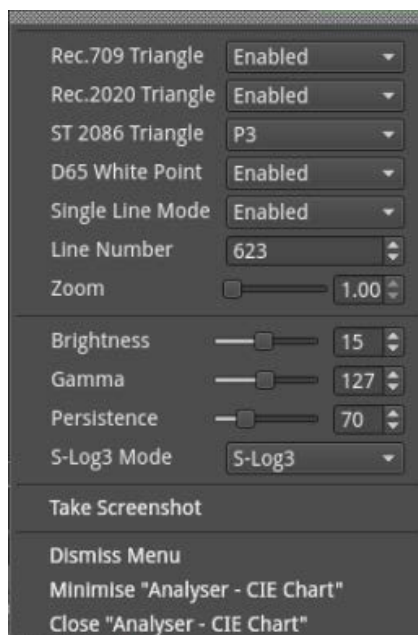 Rec.709 Triangle Enabled
Rec.2020 Triangle Enabled
ST 2086 Triangle P3
D65 White Point Enabled
Single Line Mode Enabled
Line Number 623
Zoom 1.00
Brightness 15
Gamma 127
Persistence 70
S-Log3 Mode S-Log3
Take Screenshot
Dismiss Menu
Minimise "Analyser - CIE Chart"
Close "Analyser - CIE Chart"